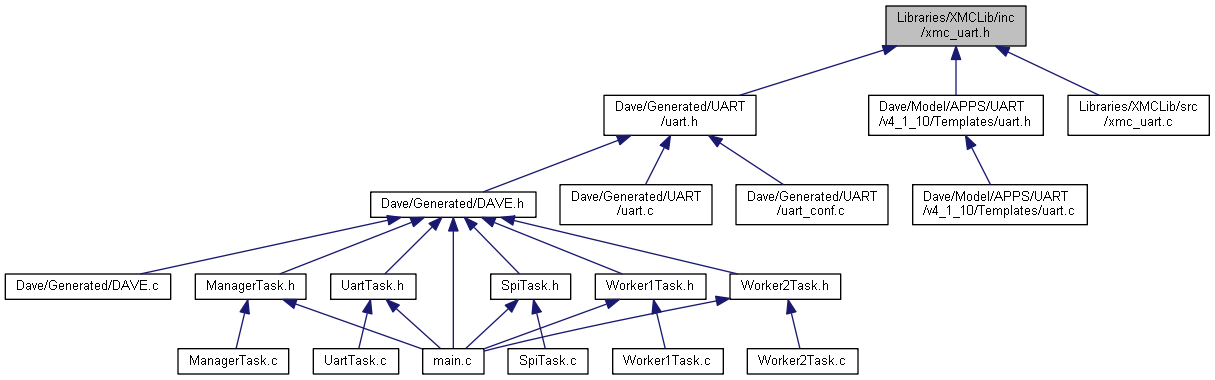 Libraries/XMCLib/inc
/xmc_uart.h
Dave/Generated/UART
/uart.h
Dave/Model/APPS/UART
/v4_1_10/Templates/uart.h
Libraries/XMCLib/src
/xmc_uart.c
Dave/Generated/DAVE.h
Dave/Generated/UART
/uart.c
Dave/Generated/UART
/uart_conf.c
Dave/Model/APPS/UART
/v4_1_10/Templates/uart.c
Dave/Generated/DAVE.c
ManagerTask.h
UartTask.h
SpiTask.h
Worker1Task.h
Worker2Task.h
ManagerTask.c
UartTask.c
main.c
SpiTask.c
Worker1Task.c
Worker2Task.c